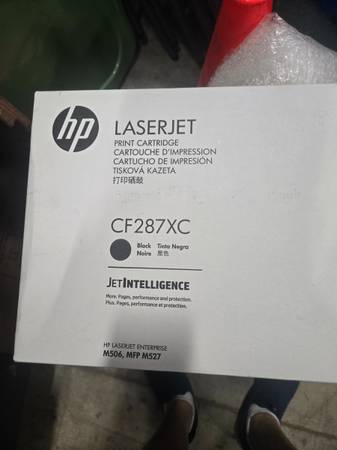 hp
LASERJET
PRINT CARTRIDGE
CARTOUCHE D'IMPRESSION
CARTUCHO DE IMPRESIÓN
TISKOVÁ KAZETA
打印硒鼓
CF287XC
Black Tinta Negra
Noire 黑色
JETINTELLIGENCE
More. Pages, performance and protection.
Plus. Pages, performance et protection.
HP LASERJET ENTERPRISE
M506, MFP M527